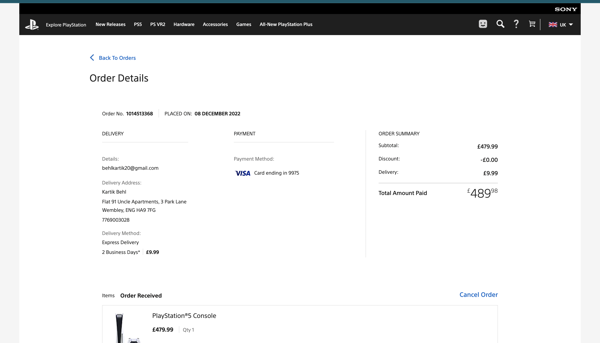 SONY
Explore PlayStation New Releases PS5 PS VR2 Hardware Accessories Games All-New PlayStation Plus UK
Back To Orders
Order Details
Order No. 1014513368 PLACED ON: 08 DECEMBER 2022
DELIVERY
Details:
behlkartik20@gmail.com
Delivery Address:
Kartik Behl
Flat 91 Uncle Apartments, 3 Park Lane
Wembley, ENG HA9 7FG
7769003028
Delivery Method:
Express Delivery
2 Business Days* £9.99
PAYMENT
Payment Method:
VISA Card ending in 9975
ORDER SUMMARY
Subtotal: £479.99
Discount: -£0.00
Delivery: £9.99
Total Amount Paid £489.98
Items Order Received Cancel Order
PlayStation®5 Console
£479.99 Qty 1